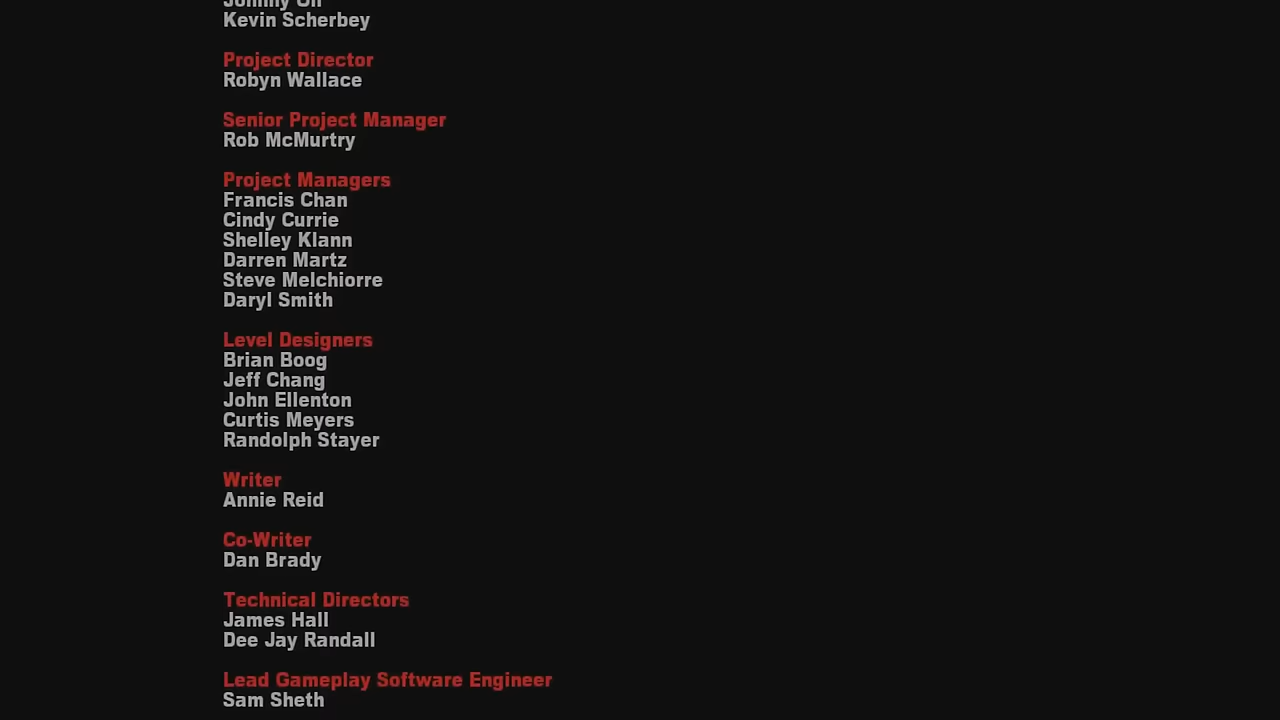 Kevin Scherbey
Project Director
Robyn Wallace
Senior Project Manager
Rob McMurtry
Project Managers
Francis Chan
Cindy Currie
Shelley Klann
Darren Martz
Steve Melchiorre
Daryl Smith
Level Designers
Brian Boog
Jeff Chang
John Ellenton
Curtis Meyers
Randolph Stayer
Writer
Annie Reid
Co-Writer
Dan Brady
Technical Directors
James Hall
Dee Jay Randall
Lead Gameplay Software Engineer
Sam Sheth